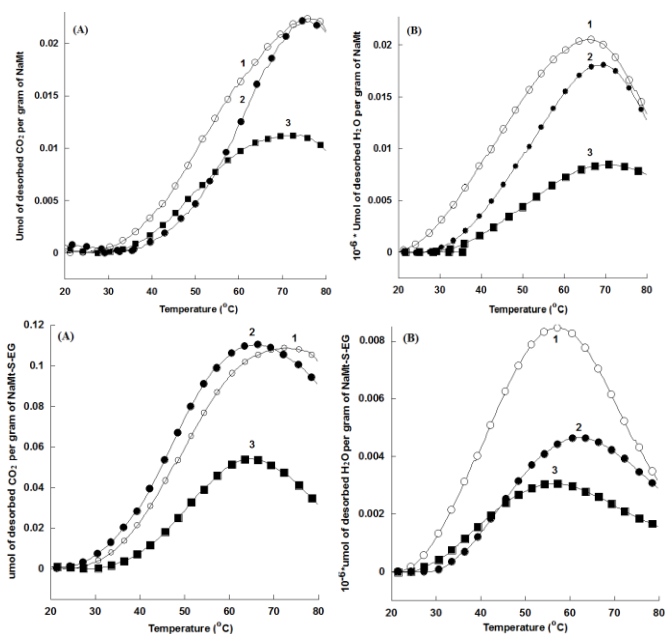 (A)
Umol of desorbed CO₂ per gram of NaMt
0.02
0.015
0.01
0.005
0
1
2
3
20 30 40 50 60 70 80
Temperature (°C)
(B)
10⁻⁶ * Umol of desorbed H₂O per gram of NaMt
0.02
0.015
0.01
0.005
0
1
2
3
20 30 40 50 60 70 80
Temperature (°C)
(A)
umol of desorbed CO₂ per gram of NaMt-S-EG
0.12
0.1
0.08
0.06
0.04
0.02
0
2
1
3
20 30 40 50 60 70 80
Temperature (°C)
(B)
10⁻⁶*umol of desorbed H₂O per gram of NaMt-S-EG
0.008
0.006
0.004
0.002
0
1
2
3
20 30 40 50 60 70 80
Temperature (°C)